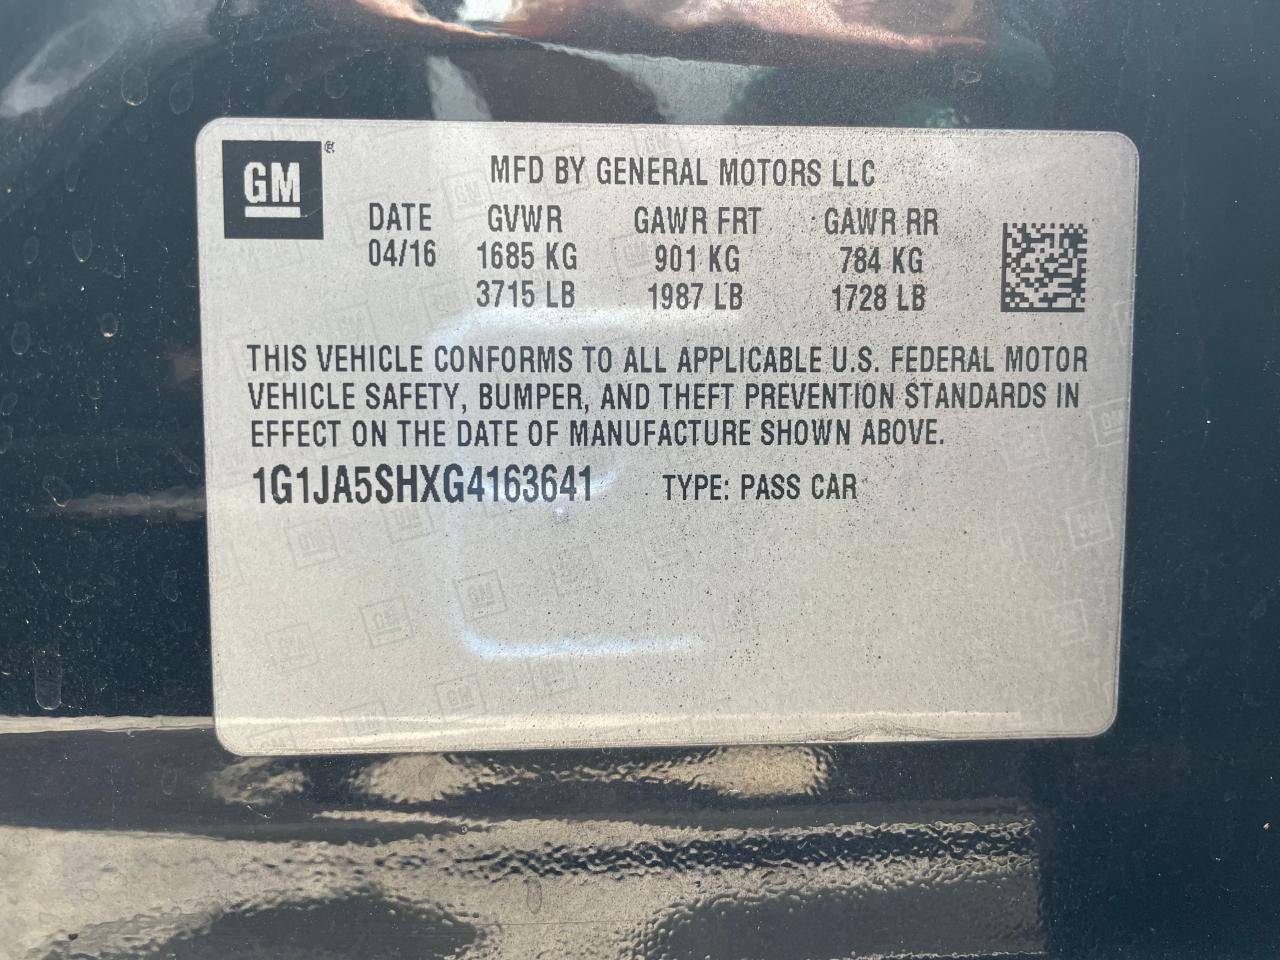 GM®
MFD BY GENERAL MOTORS LLC
DATE GVWR GAWR FRT GAWR RR
04/16 1685 KG 901 KG 784 KG
3715 LB 1987 LB 1728 LB
THIS VEHICLE CONFORMS TO ALL APPLICABLE U.S. FEDERAL MOTOR
VEHICLE SAFETY, BUMPER, AND THEFT PREVENTION STANDARDS IN
EFFECT ON THE DATE OF MANUFACTURE SHOWN ABOVE.
1G1JA5SHXG4163641 TYPE: PASS CAR